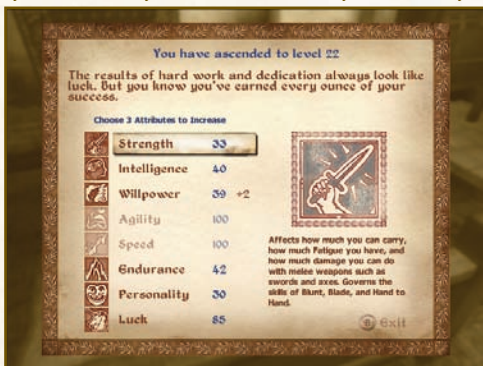 You have ascended to level 22
The results of hard work and dedication always look like
luck. But you know you've earned every ounce of your
success.
Choose 3 Attributes to Increase
Strength 33
Intelligence 40
Willpower 39 +2
Agility 100
Speed 100
Endurance 42
Personality 30
Luck 85
Affects how much you can carry,
how much Fatigue you have, and
how much damage you can do
with melee weapons such as
swords and axes. Governs the
skills of Blunt, Blade, and Hand to
Hand.
B Exit